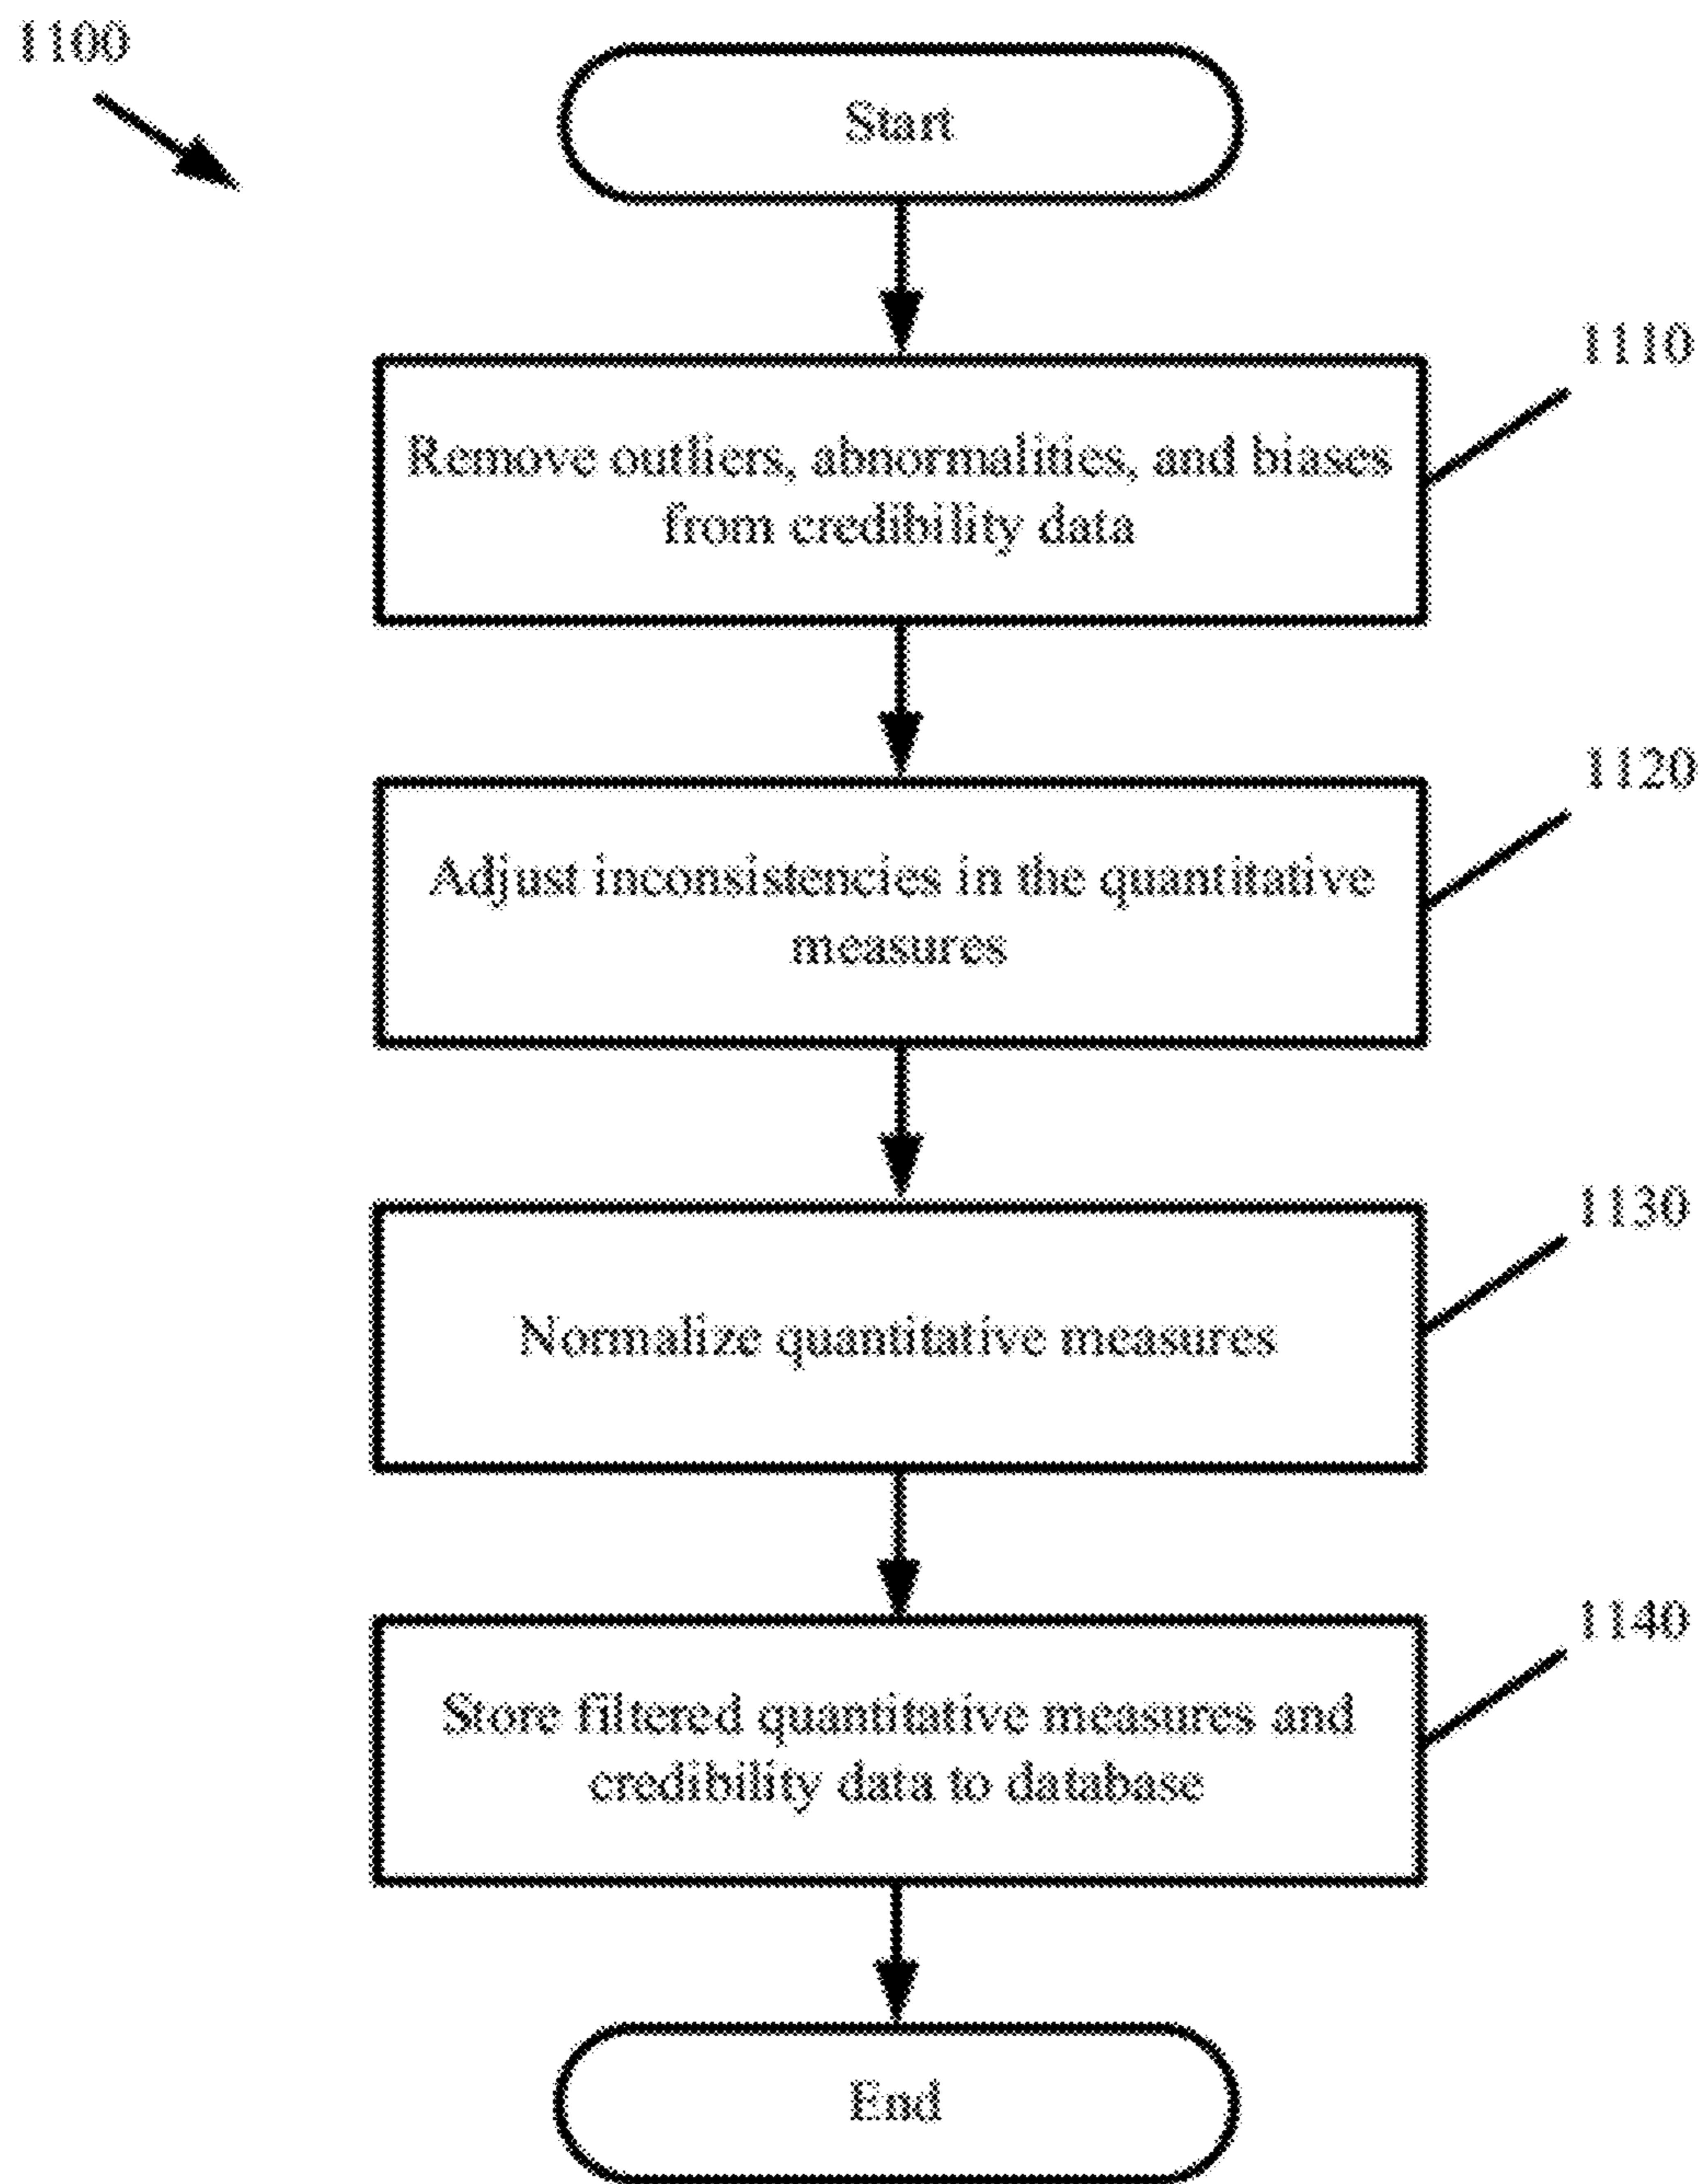 1100
Start
1110
Remove outliers, abnormalities, and biases
from credibility data
1120
Adjust inconsistencies in the quantitative
measures
1130
Normalize quantitative measures
1140
Store filtered quantitative measures and
credibility data to database
End